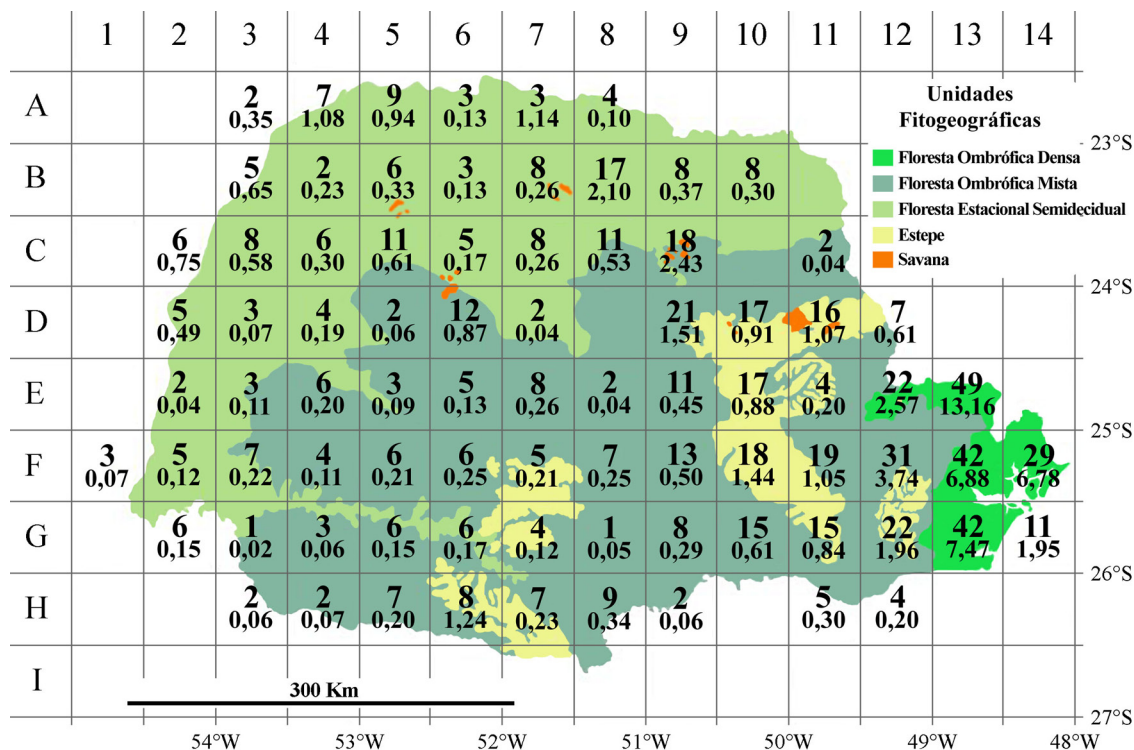 1 2 3 4 5 6 7 8 9 10 11 12 13 14
A 2 7 9 3 3 4
0,35 1,08 0,94 0,13 1,14 0,10
Unidades
Fitogeográficas
Floresta Ombrófica Densa
Floresta Ombrófica Mista
Floresta Estacional Semidecidual
Estepe
Savana
23°S
B 5 2 6 3 8 17 8 8
0,65 0,23 0,33 0,13 0,26 2,10 0,37 0,30
C 6 8 6 11 5 8 11 18 2
0,75 0,58 0,30 0,61 0,17 0,26 0,53 2,43 0,04
24°S
D 5 3 4 2 12 2 21 17 16 7
0,49 0,07 0,19 0,06 0,87 0,04 1,51 0,91 1,07 0,61
E 2 3 6 3 5 8 2 11 17 4 22 49
0,04 0,11 0,20 0,09 0,13 0,26 0,04 0,45 0,88 0,20 2,57 13,16
25°S
F 3 5 7 4 6 6 5 7 13 18 19 31 42 29
0,07 0,12 0,22 0,11 0,21 0,25 0,21 0,25 0,50 1,44 1,05 3,74 6,88 6,78
G 6 1 3 6 6 4 1 8 15 15 22 42 11
0,15 0,02 0,06 0,15 0,17 0,12 0,05 0,29 0,61 0,84 1,96 7,47 1,95
26°S
H 2 2 7 8 7 9 2 5 4
0,06 0,07 0,20 1,24 0,23 0,34 0,06 0,30 0,20
I
300 Km
27°S
54°W 53°W 52°W 51°W 50°W 49°W 48°W